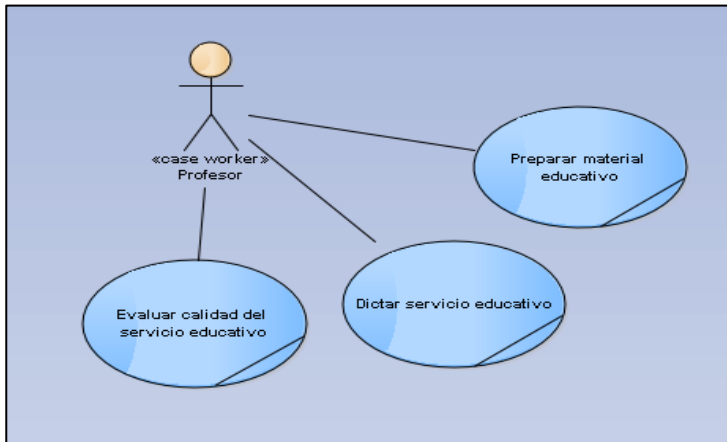 «case worker»
Profesor
Preparar material
educativo
Dictar servicio educativo
Evaluar calidad del
servicio educativo